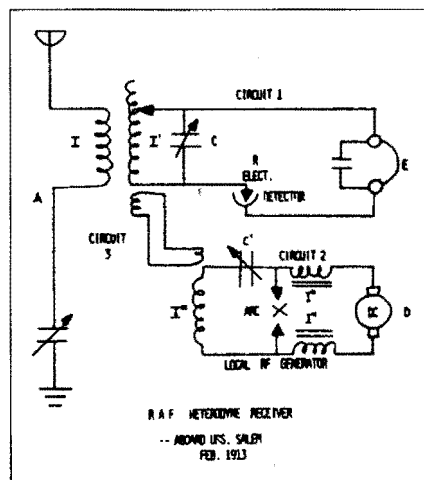 CIRCUIT 1
I
I'
C
R
ELECT.
DETECTOR
E
A
CIRCUIT
3
C'
CIRCUIT 2
I"
ARC
DC
D
LOCAL RF GENERATOR
R A F HETERODYNE RECEIVER
-- ABOARD U.S. SALEM
FEB. 1913